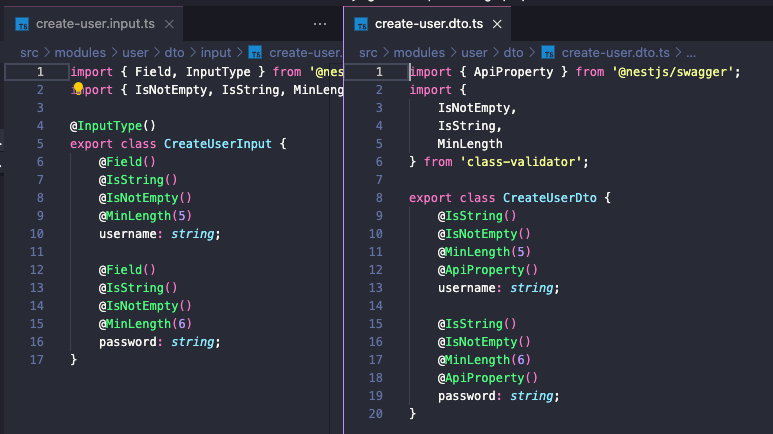 create-user.input.ts
src > modules > user > dto > input > create-user.
1 import { Field, InputType } from '@nes
2 import { IsNotEmpty, IsString, MinLeng
3
4 @InputType()
5 export class CreateUserInput {
6 @Field()
7 @IsString()
8 @IsNotEmpty()
9 @MinLength(5)
10 username: string;
11
12 @Field()
13 @IsString()
14 @IsNotEmpty()
15 @MinLength(6)
16 password: string;
17 }
create-user.dto.ts
src > modules > user > dto > create-user.dto.ts > ...
1 import { ApiProperty } from '@nestjs/swagger';
2 import {
3 IsNotEmpty,
4 IsString,
5 MinLength
6 } from 'class-validator';
7
8 export class CreateUserDto {
9 @IsString()
10 @IsNotEmpty()
11 @MinLength(5)
12 @ApiProperty()
13 username: string;
14
15 @IsString()
16 @IsNotEmpty()
17 @MinLength(6)
18 @ApiProperty()
19 password: string;
20 }